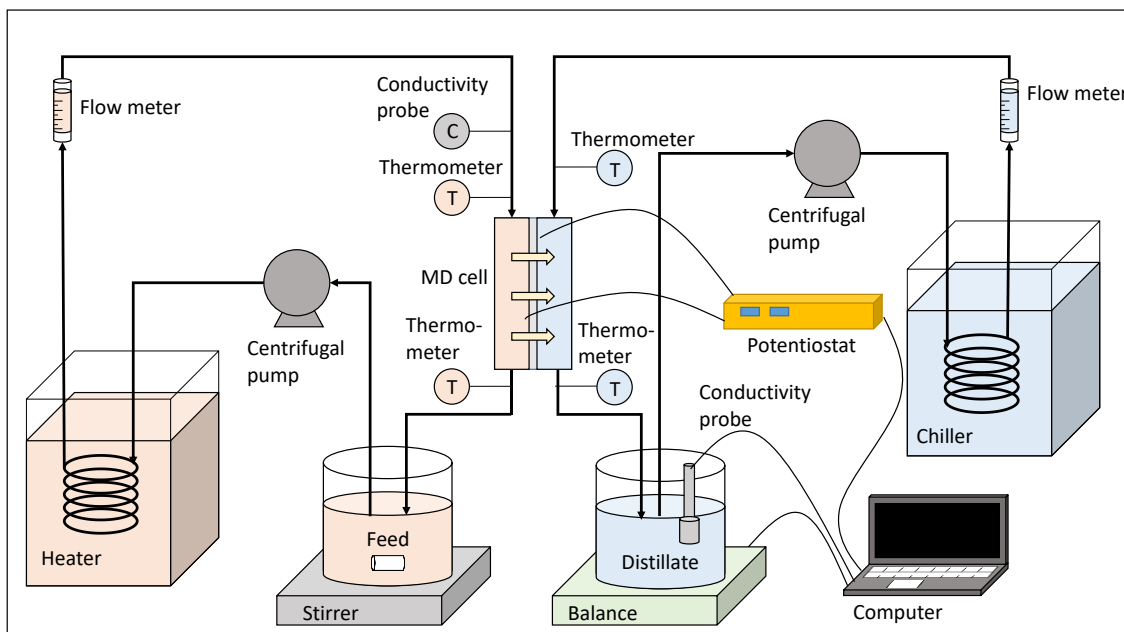 Flow meter
Conductivity
probe
C
Thermometer
T
Thermometer
T
Flow meter
Centrifugal
pump
MD cell
Centrifugal
pump
Thermo-
meter
T
Thermo-
meter
T
Potentiostat
Conductivity
probe
Chiller
Heater
Feed
Stirrer
Distillate
Balance
Computer